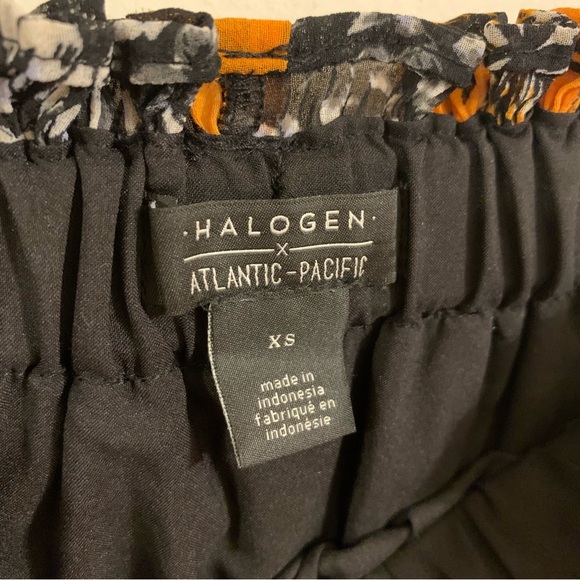 ·HALOGEN·
X
ATLANTIC-PACIFIC
XS
made in
indonesia
fabriqué en
indonésie